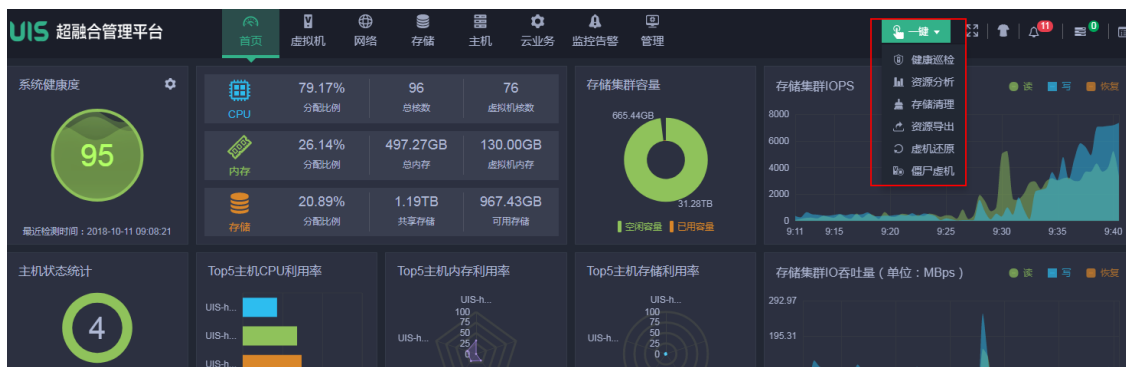 UIS 超融合管理平台
首页
虚拟机
网络
存储
主机
云业务
监控告警
管理
一键
11
0
健康巡检
资源分析
存储清理
资源导出
虚机还原
僵尸虚机
系统健康度
95
最近检测时间：2018-10-11 09:08:21
CPU
79.17%
分配比例
96
总核数
76
虚拟机核数
内存
26.14%
分配比例
497.27GB
总内存
130.00GB
虚拟机内存
存储
20.89%
分配比例
1.19TB
共享存储
967.43GB
可用存储
存储集群容量
665.44GB
31.28TB
空闲容量 已用容量
存储集群IOPS
读 写 恢复
8000
6000
4000
2000
0
9:11 9:15 9:20 9:25 9:30 9:35 9:40
主机状态统计
4
Top5主机CPU利用率
UIS-h...
UIS-h...
UIS-h...
Top5主机内存利用率
UIS-h...
100
75
50
25
0
UIS-h...
Top5主机存储利用率
UIS-h...
100
75
50
25
0
UIS-h...
存储集群IO吞吐量（单位：MBps）
读 写 恢复
292.97
195.31